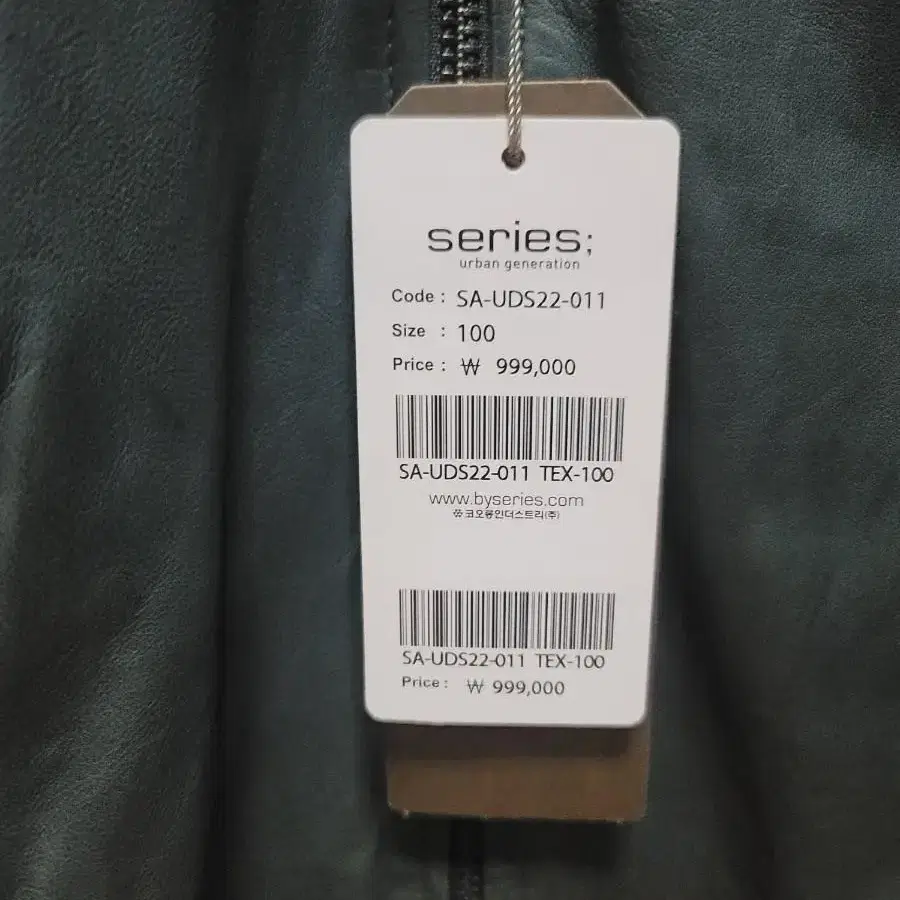 series;
urban generation
Code : SA-UDS22-011
Size : 100
Price : ₩ 999,000
SA-UDS22-011 TEX-100
www.byseries.com
코오롱인더스트리(주)
SA-UDS22-011 TEX-100
Price : ₩ 999,000